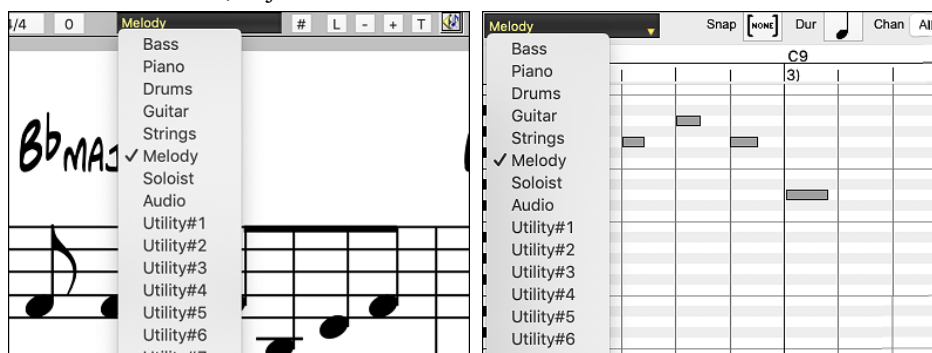 4/4 0 Melody # L - + T
Bass
Piano
Drums
Guitar
Strings
✓ Melody
Soloist
Audio
Utility#1
Utility#2
Utility#3
Utility#4
Utility#5
Utility#6
BbMAJ
Melody Snap [NONE] Dur Chan All
Bass
Piano
Drums
Guitar
Strings
✓ Melody
Soloist
Audio
Utility#1
Utility#2
Utility#3
Utility#4
Utility#5
Utility#6
C9
3)